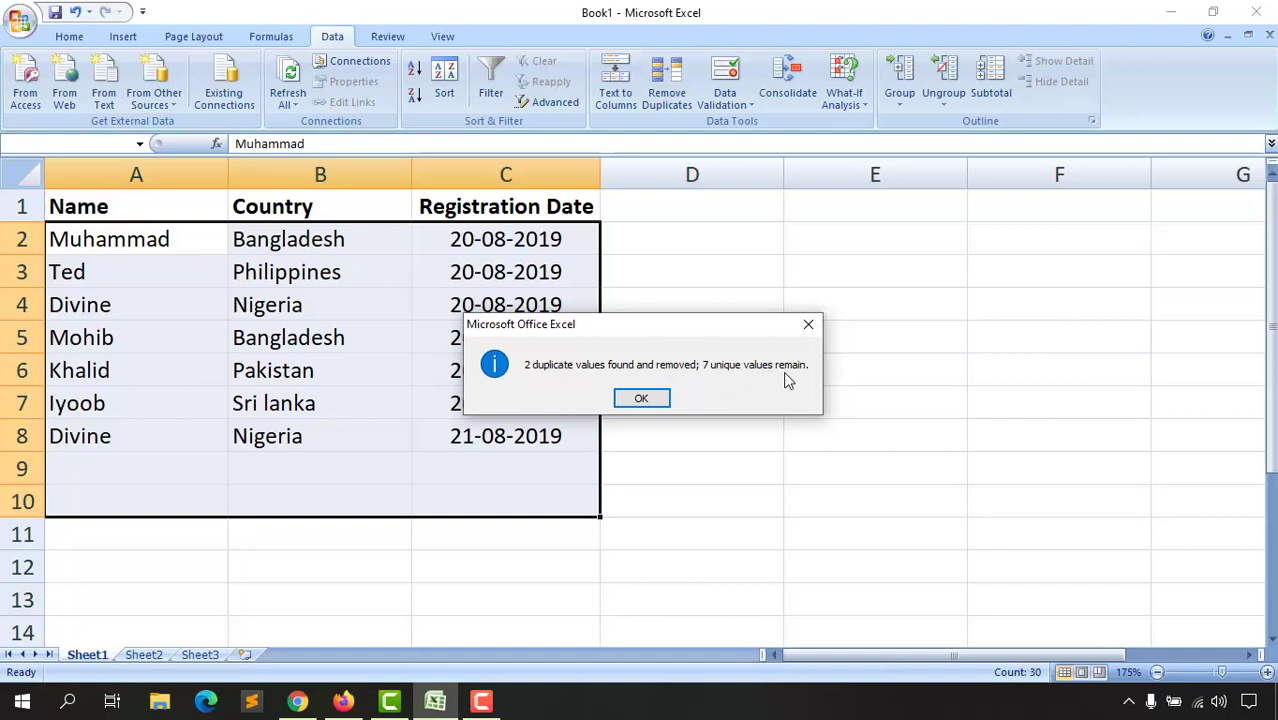 Book1 - Microsoft Excel
Home Insert Page Layout Formulas Data Review View
From Access
From Web
From Text
From Other Sources
Existing Connections
Get External Data
Refresh All
Connections
Properties
Edit Links
Connections
Sort
Filter
Clear
Reapply
Advanced
Sort & Filter
Text to Columns
Remove Duplicates
Data Validation
Consolidate
What-If Analysis
Data Tools
Group
Ungroup
Subtotal
Show Detail
Hide Detail
Outline
fx Muhammad
A B C D E F G
1 Name Country Registration Date
2 Muhammad Bangladesh 20-08-2019
3 Ted Philippines 20-08-2019
4 Divine Nigeria 20-08-2019
5 Mohib Bangladesh 2
6 Khalid Pakistan 2
7 Iyoob Sri lanka 2
8 Divine Nigeria 21-08-2019
9
10
11
12
13
14
Microsoft Office Excel
2 duplicate values found and removed; 7 unique values remain.
OK
Sheet1 Sheet2 Sheet3
Ready Count: 30 175%